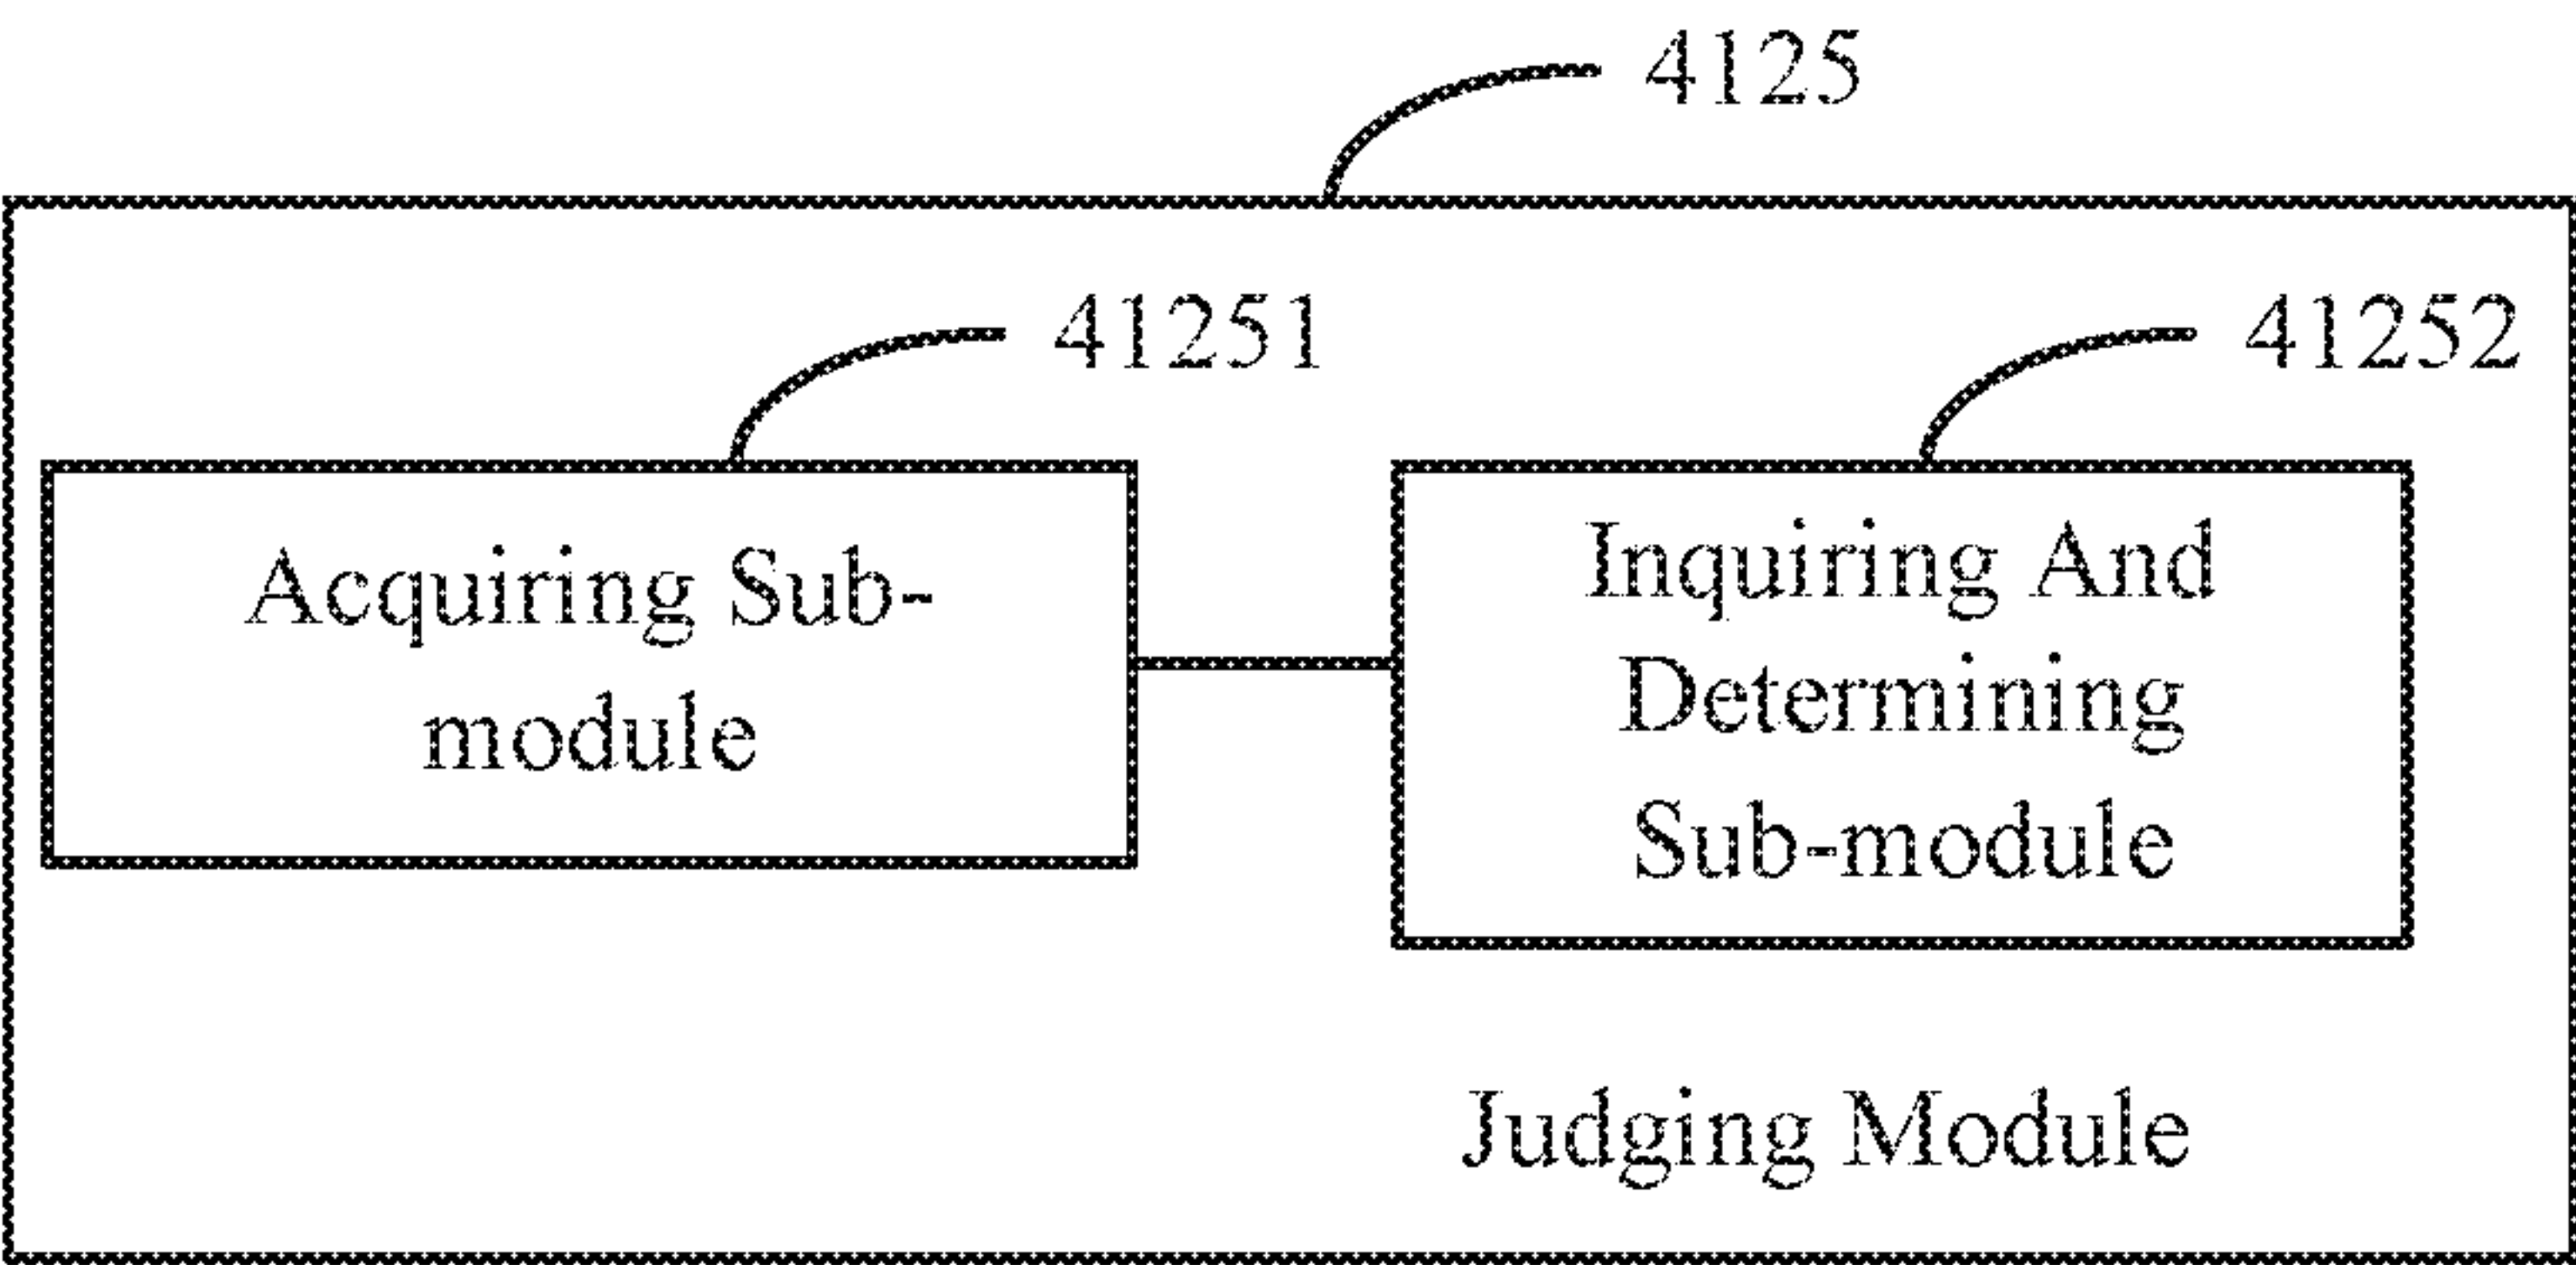 4125
41251
41252
Acquiring Sub-
module
Inquiring And
Determining
Sub-module
Judging Module